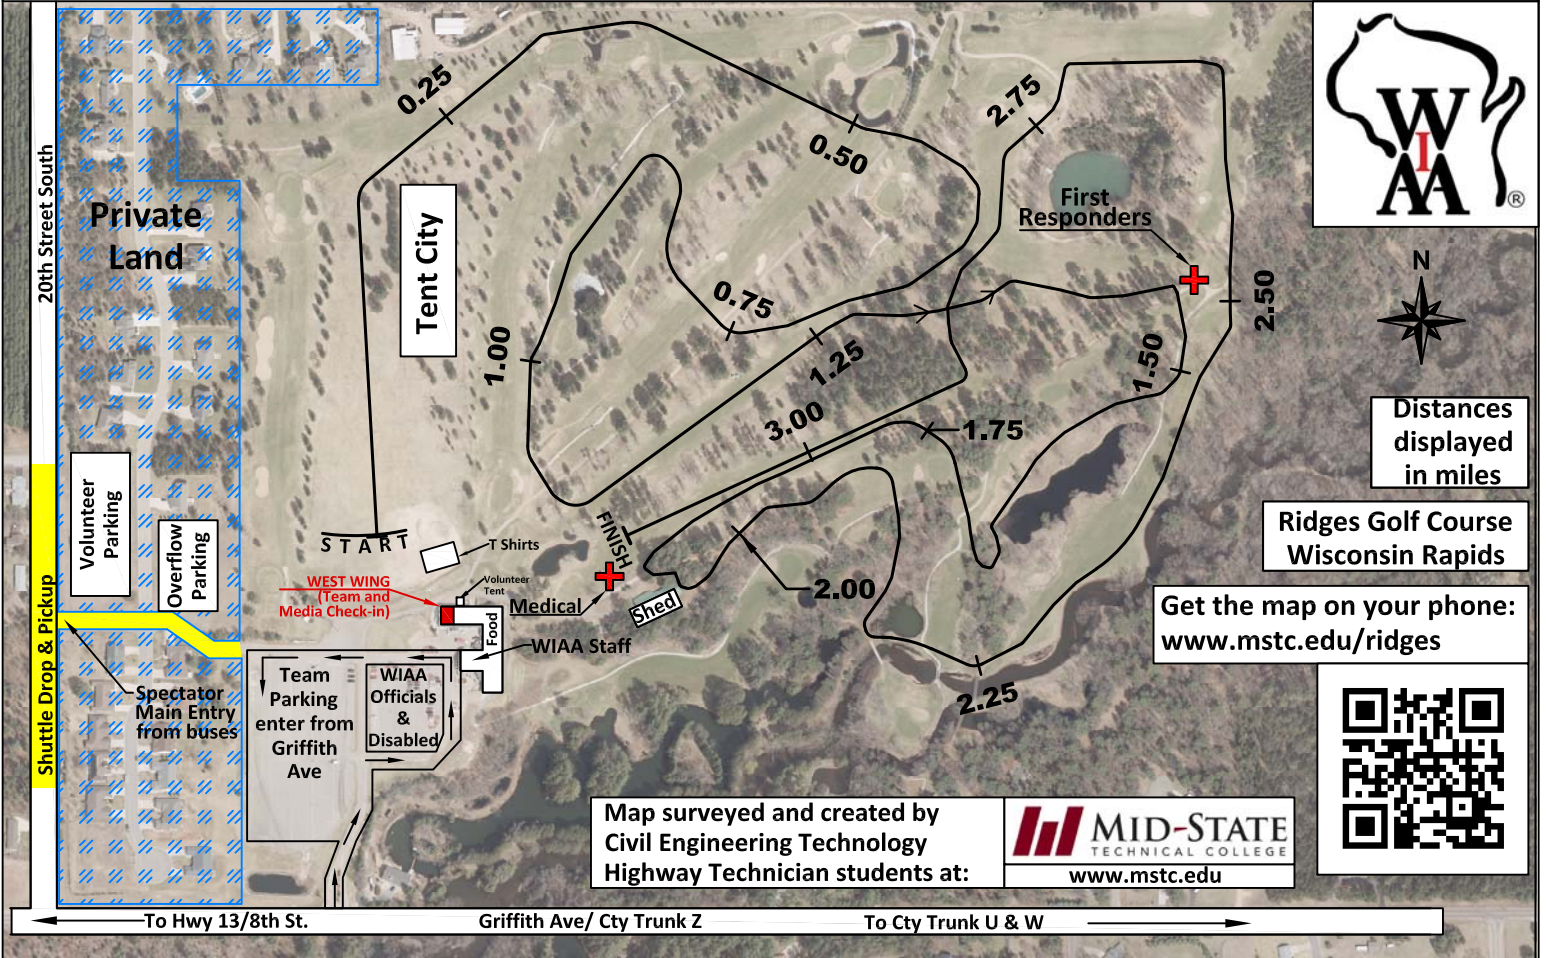 20th Street South
Shuttle Drop & Pickup
Private
Land
Volunteer
Parking
Overflow
Parking
Spectator
Main Entry
from buses
Tent City
START
0.25
0.50
0.75
1.00
1.25
1.50
1.75
2.00
2.25
2.50
2.75
3.00
FINISH
First
Responders
T Shirts
WEST WING
(Team and
Media Check-in)
Volunteer
Tent
Medical
Shed
Food
WIAA Staff
Team
Parking
enter from
Griffith
Ave
WIAA
Officials
&
Disabled
W
I
AA
®
N
Distances
displayed
in miles
Ridges Golf Course
Wisconsin Rapids
Get the map on your phone:
www.mstc.edu/ridges
Map surveyed and created by
Civil Engineering Technology
Highway Technician students at:
MID-STATE
TECHNICAL COLLEGE
www.mstc.edu
To Hwy 13/8th St.
Griffith Ave/ Cty Trunk Z
To Cty Trunk U & W